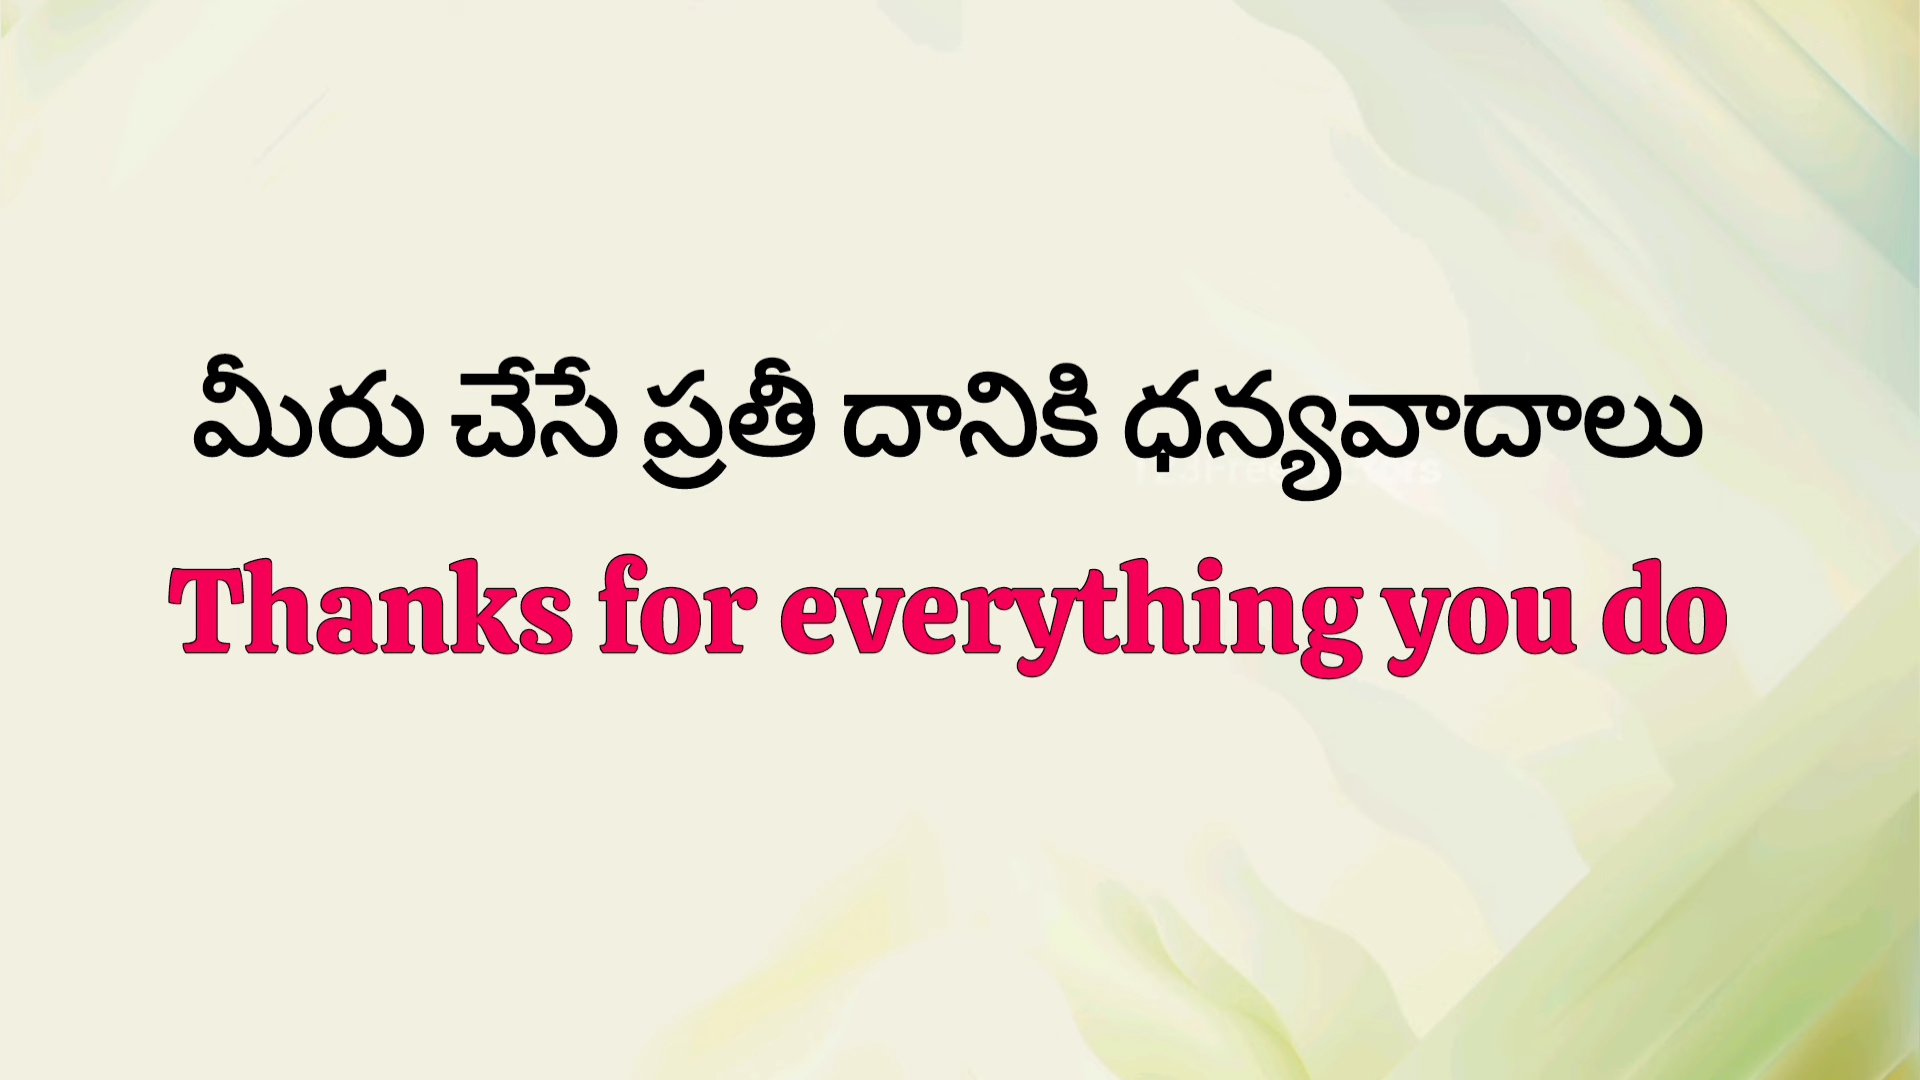 మీరు చేసే ప్రతీ దానికి ధన్యవాదాలు
Thanks for everything you do